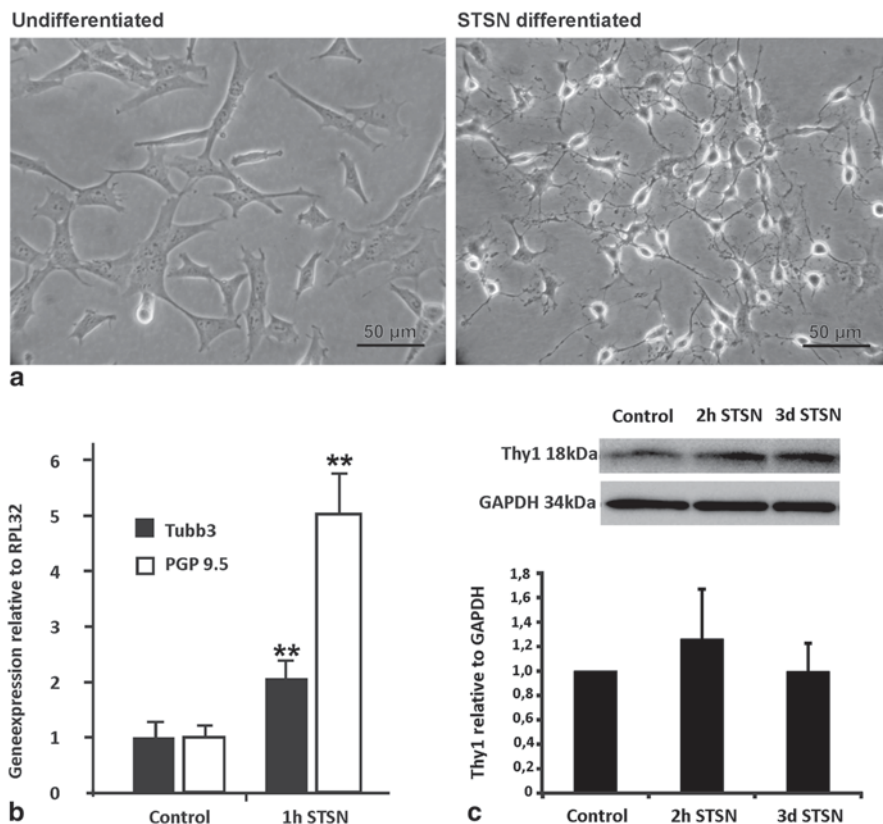 Undifferentiated
STSN differentiated
50 µm
50 µm
a
Geneexpression relative to RPL32
6
5
4
3
2
1
0
Tubb3
PGP 9.5
**
**
Control
1h STSN
b
Control 2h STSN 3d STSN
Thy1 18kDa
GAPDH 34kDa
Thy1 relative to GAPDH
1,8
1,6
1,4
1,2
1,0
0,8
0,6
0,4
0,2
0
Control
2h STSN
3d STSN
c